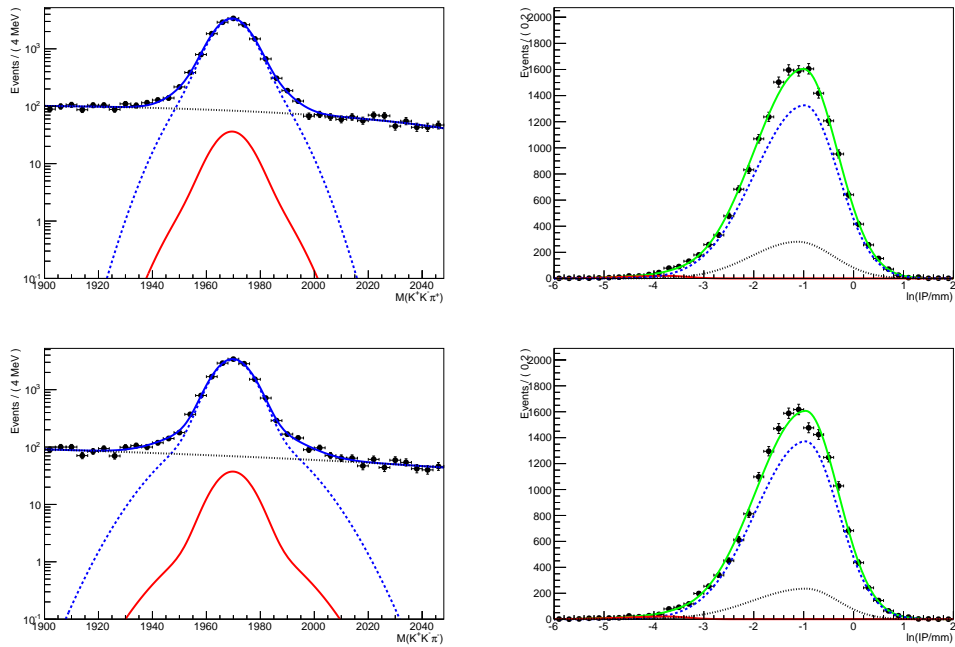 Events / ( 4 MeV )
10³
10²
10
1
10⁻¹
1900 1920 1940 1960 1980 2000 2020 2040
M(K⁺K⁻π⁺)
Events / ( 0.2 )
2000
1800
1600
1400
1200
1000
800
600
400
200
0
-6 -5 -4 -3 -2 -1 0 1 2
ln(IP/mm)
Events / ( 4 MeV )
10³
10²
10
1
10⁻¹
1900 1920 1940 1960 1980 2000 2020 2040
M(K⁺K⁻π⁻)
Events / ( 0.2 )
2000
1800
1600
1400
1200
1000
800
600
400
200
0
-6 -5 -4 -3 -2 -1 0 1 2
ln(IP/mm)